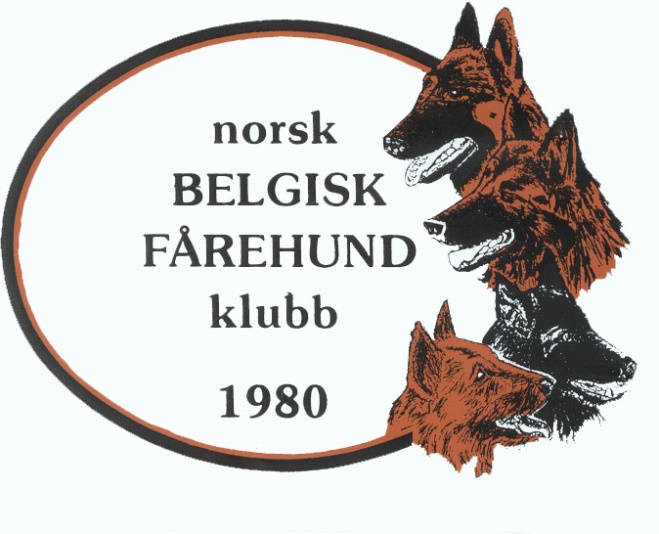 norsk
BELGISK
FÅREHUND
klubb
1980